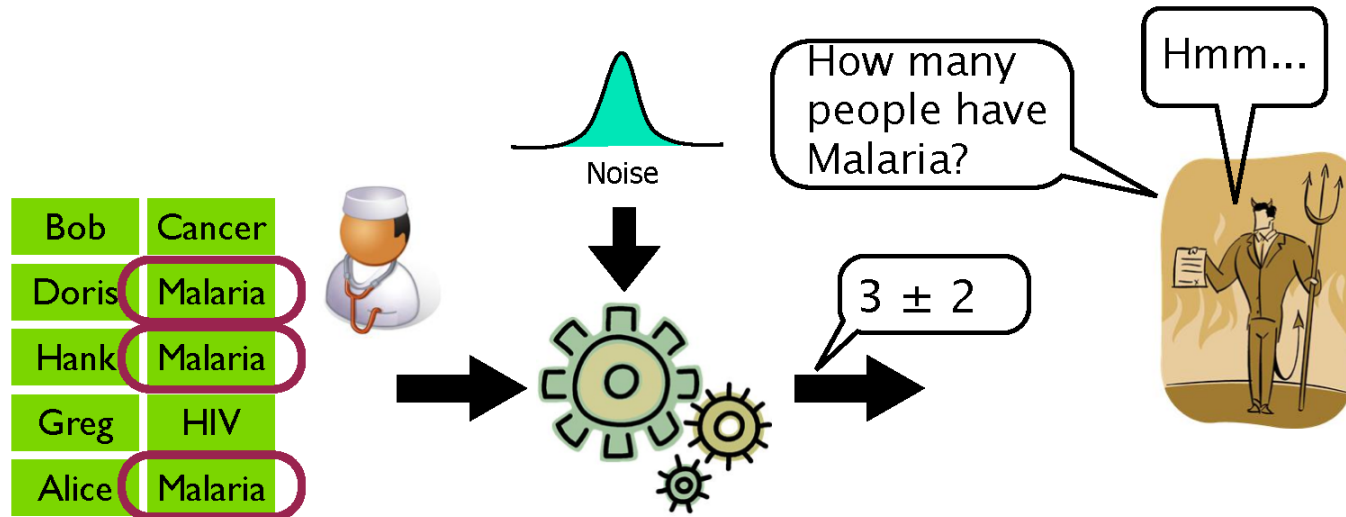 How many
people have
Malaria?
Hmm...
Noise
Bob Cancer
Doris Malaria
Hank Malaria
Greg HIV
Alice Malaria
3 ± 2